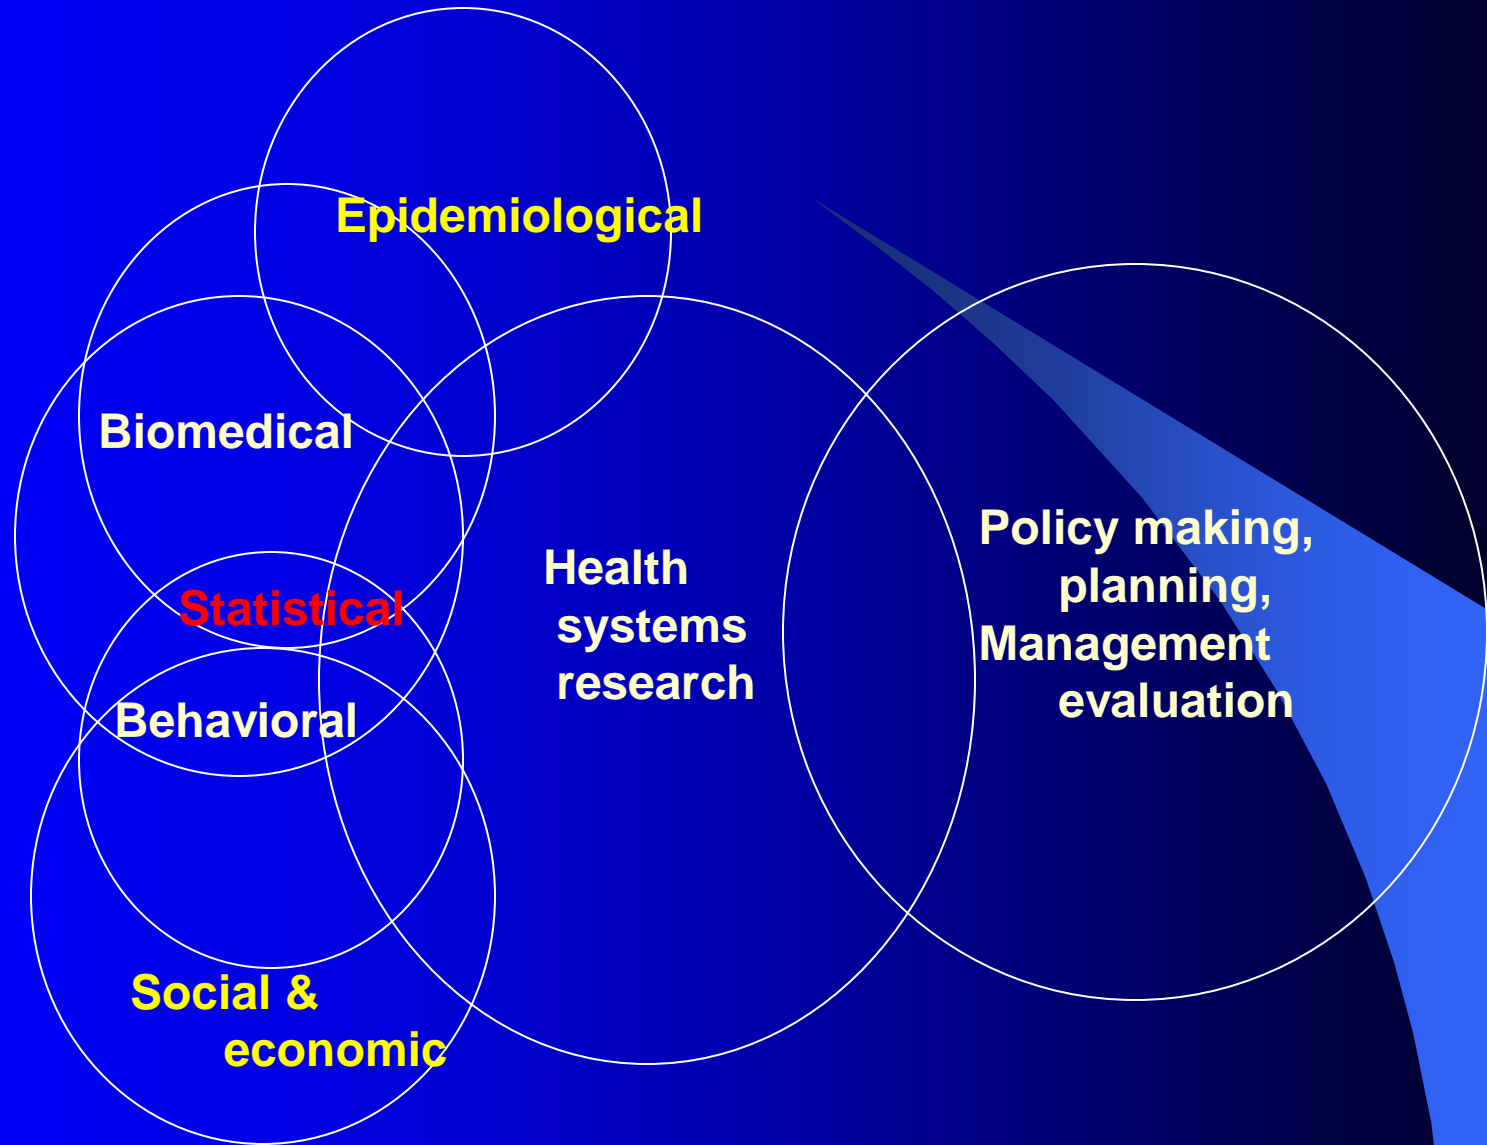 Epidemiological
Biomedical
Statistical
Behavioral
Social &
economic
Health
systems
research
Policy making,
planning,
Management
evaluation